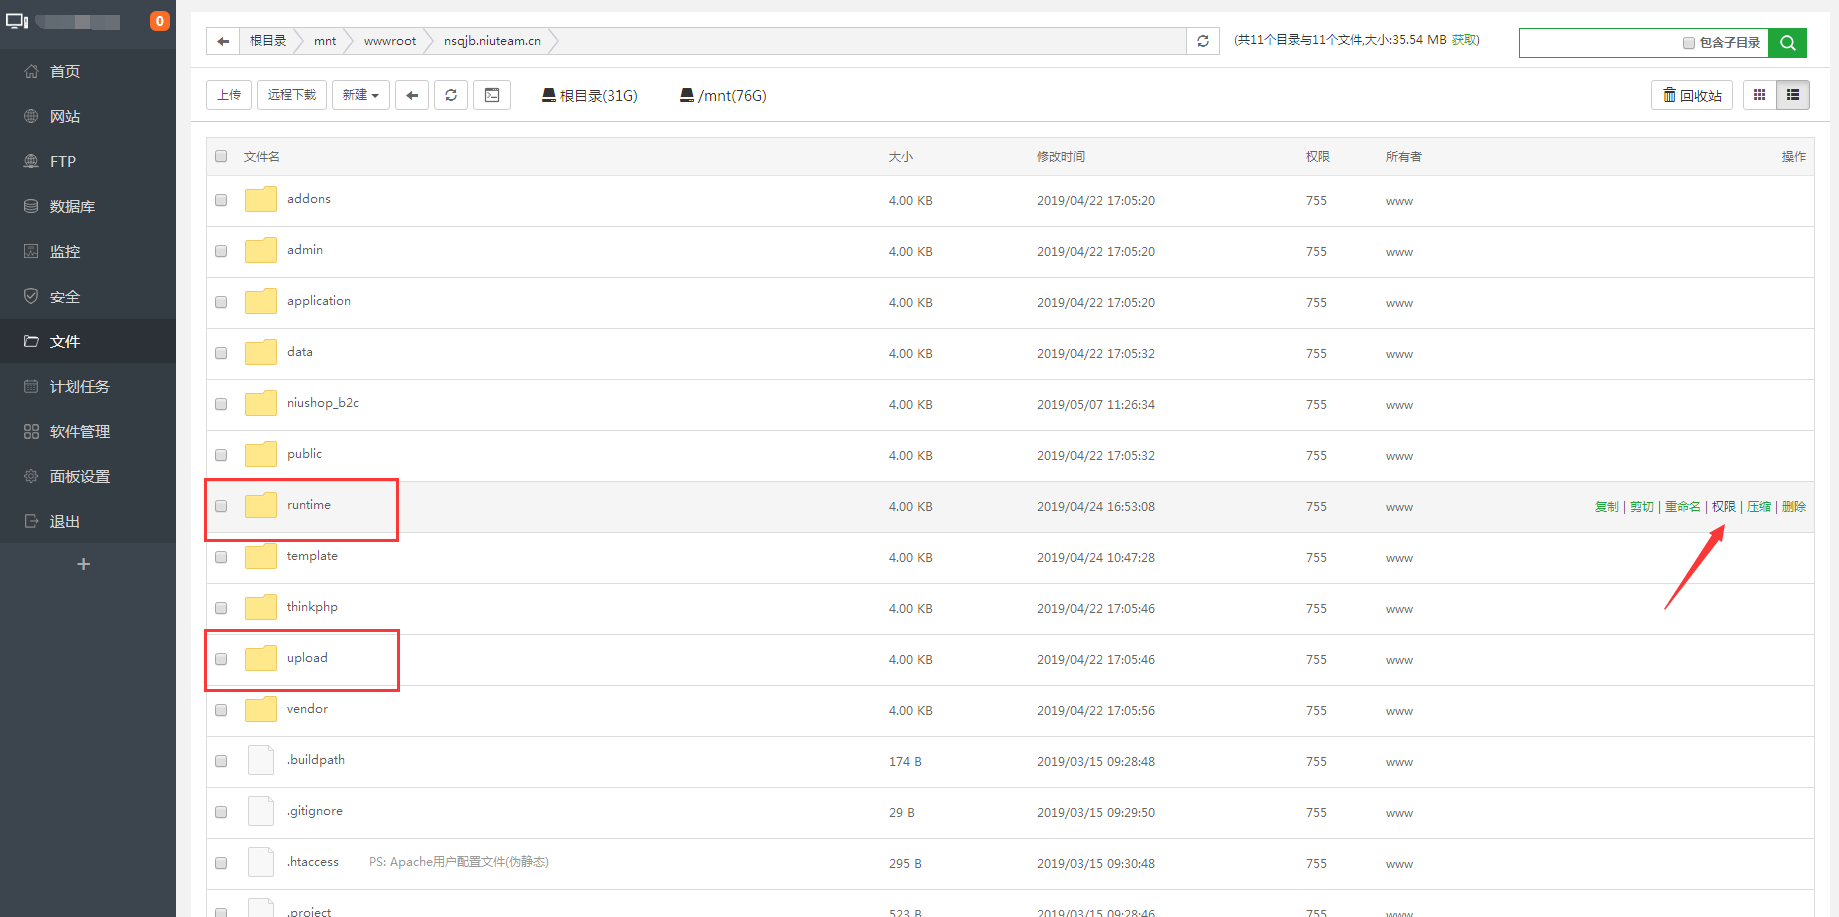 0
首页
网站
FTP
数据库
监控
安全
文件
计划任务
软件管理
面板设置
退出
根目录 mnt wwwroot nsqjb.niuteam.cn (共11个目录与11个文件,大小:35.54 MB 获取) 包含子目录
上传 远程下载 新建 根目录(31G) /mnt(76G) 回收站
文件名 大小 修改时间 权限 所有者 操作
addons 4.00 KB 2019/04/22 17:05:20 755 www
admin 4.00 KB 2019/04/22 17:05:20 755 www
application 4.00 KB 2019/04/22 17:05:20 755 www
data 4.00 KB 2019/04/22 17:05:32 755 www
niushop_b2c 4.00 KB 2019/05/07 11:26:34 755 www
public 4.00 KB 2019/04/22 17:05:32 755 www
runtime 4.00 KB 2019/04/24 16:53:08 755 www 复制 | 剪切 | 重命名 | 权限 | 压缩 | 删除
template 4.00 KB 2019/04/24 10:47:28 755 www
thinkphp 4.00 KB 2019/04/22 17:05:46 755 www
upload 4.00 KB 2019/04/22 17:05:46 755 www
vendor 4.00 KB 2019/04/22 17:05:56 755 www
.buildpath 174 B 2019/03/15 09:28:48 755 www
.gitignore 29 B 2019/03/15 09:29:50 755 www
.htaccess PS: Apache用户配置文件(伪静态) 295 B 2019/03/15 09:30:48 755 www
.project 523 B 2019/03/15 09:28:46 755 www